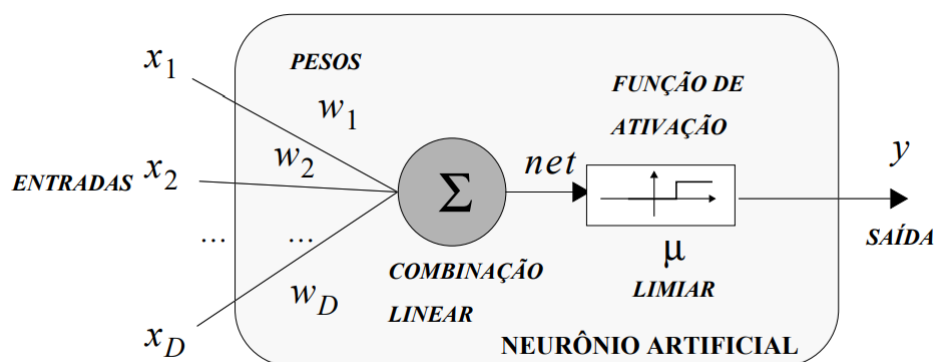 x1
PESOS
w1
FUNÇÃO DE
ATIVAÇÃO
ENTRADAS x2
w2
Σ
net
y
SAÍDA
... ...
COMBINAÇÃO
LINEAR
μ
LIMIAR
wD
xD
NEURÔNIO ARTIFICIAL